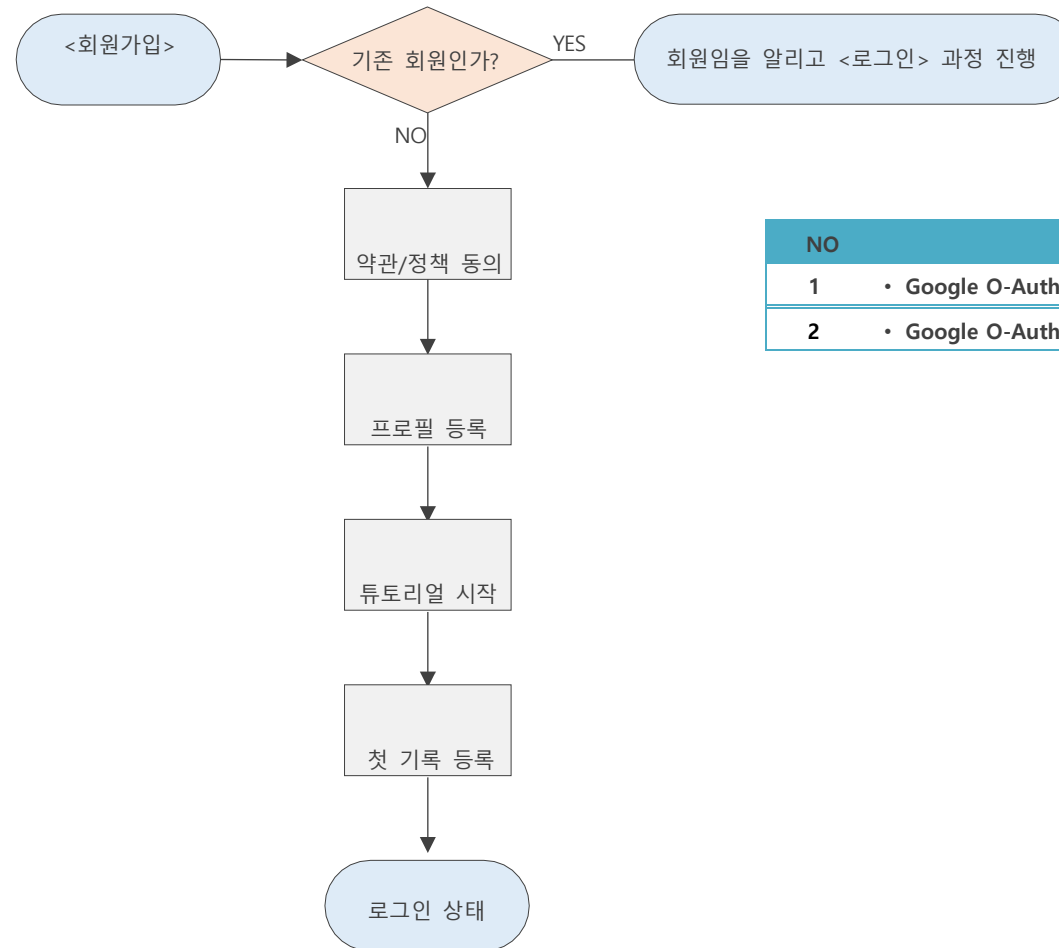 <회원가입>
기존 회원인가?
YES
회원임을 알리고 <로그인> 과정 진행
NO
약관/정책 동의
NO
1 • Google O-Auth
2 • Google O-Auth
프로필 등록
튜토리얼 시작
첫 기록 등록
로그인 상태